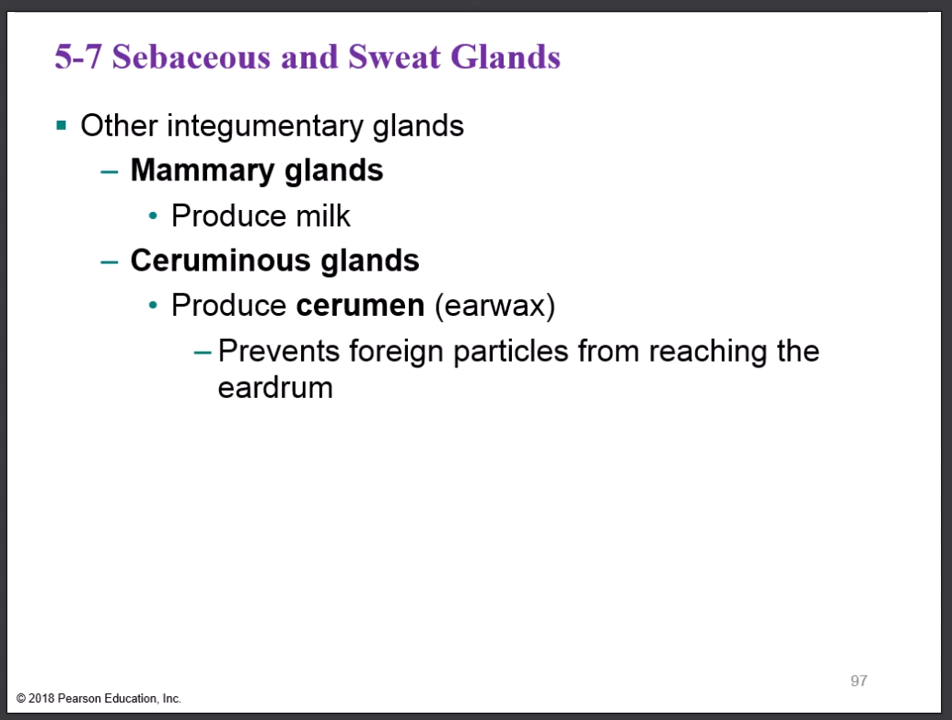 5-7 Sebaceous and Sweat Glands
▪ Other integumentary glands
– Mammary glands
• Produce milk
– Ceruminous glands
• Produce cerumen (earwax)
– Prevents foreign particles from reaching the
eardrum
97
© 2018 Pearson Education, Inc.